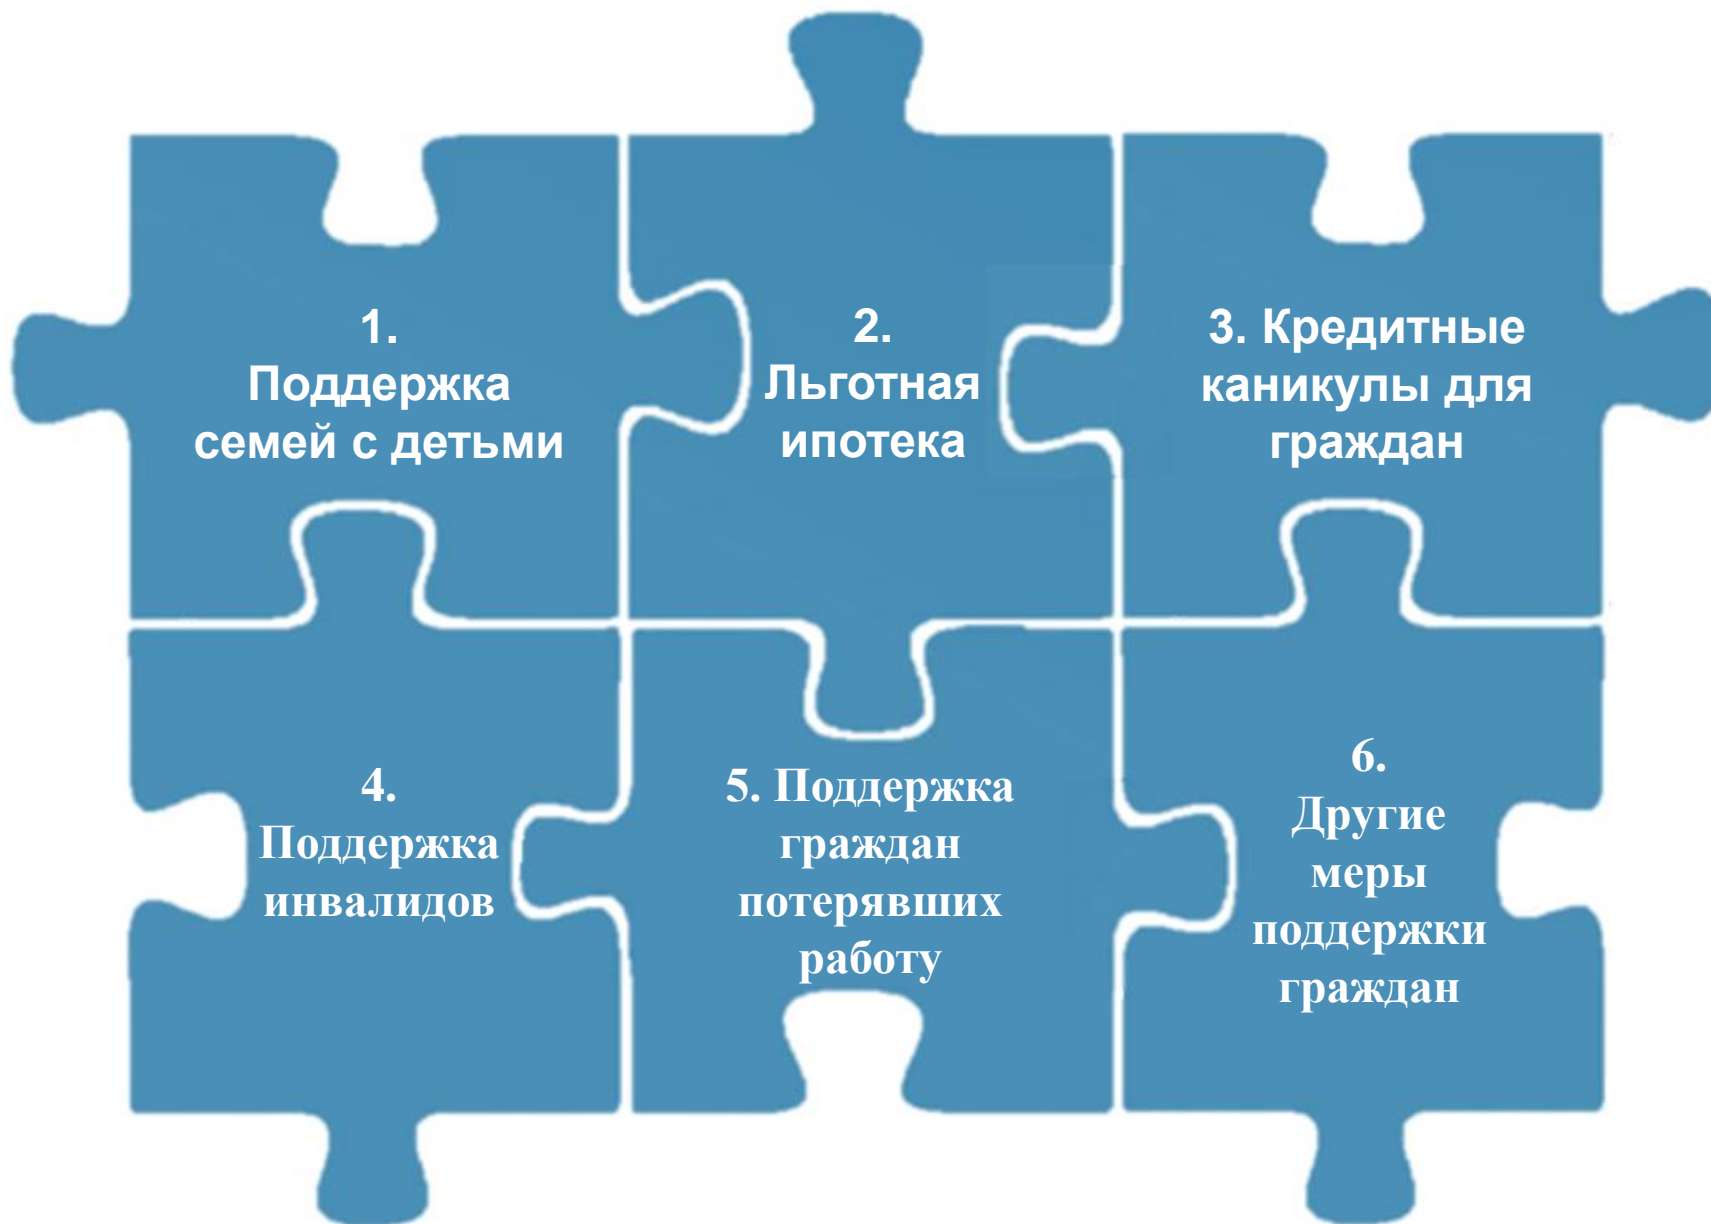 1.
Поддержка
семей с детьми
2.
Льготная
ипотека
3. Кредитные
каникулы для
граждан
4.
Поддержка
инвалидов
5. Поддержка
граждан
потерявших
работу
6.
Другие
меры
поддержки
граждан